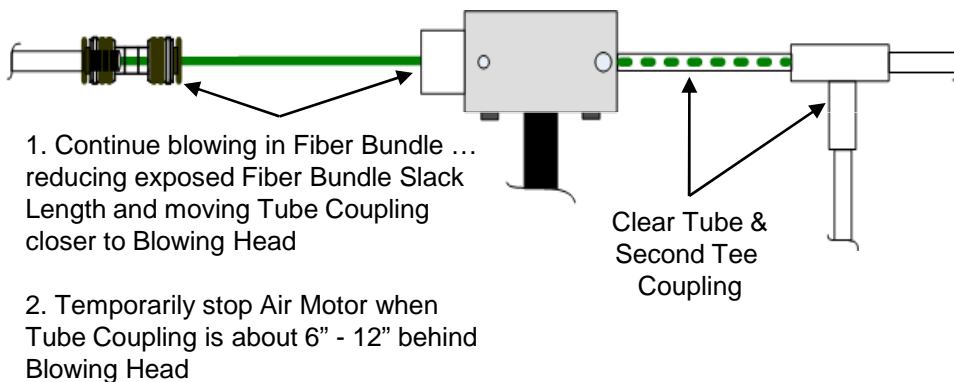 1. Continue blowing in Fiber Bundle …
reducing exposed Fiber Bundle Slack
Length and moving Tube Coupling
closer to Blowing Head
2. Temporarily stop Air Motor when
Tube Coupling is about 6” - 12” behind
Blowing Head
Clear Tube &
Second Tee
Coupling